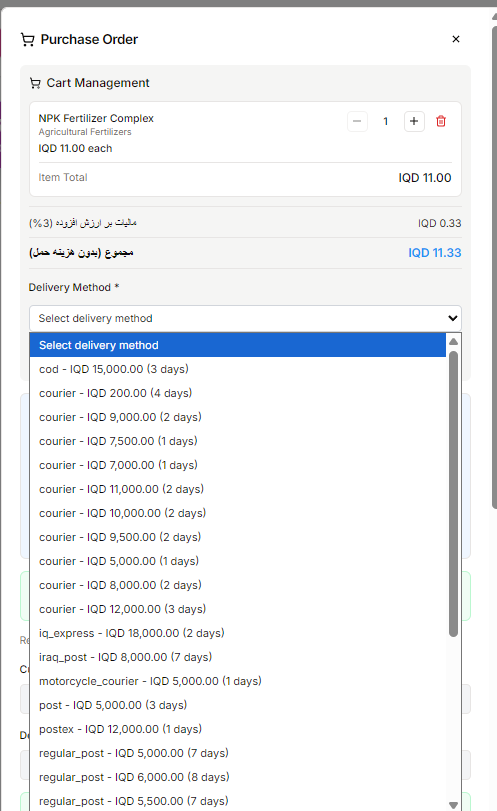 Purchase Order
×
Cart Management
NPK Fertilizer Complex
− 1 +
Agricultural Fertilizers
IQD 11.00 each
Item Total IQD 11.00
مالیات بر ارزش افزوده (3%) IQD 0.33
مجموع (بدون هزینه حمل) IQD 11.33
Delivery Method *
Select delivery method
Select delivery method
cod - IQD 15,000.00 (3 days)
courier - IQD 200.00 (4 days)
courier - IQD 9,000.00 (2 days)
courier - IQD 7,500.00 (1 days)
courier - IQD 7,000.00 (1 days)
courier - IQD 11,000.00 (2 days)
courier - IQD 10,000.00 (2 days)
courier - IQD 9,500.00 (2 days)
courier - IQD 5,000.00 (1 days)
courier - IQD 8,000.00 (2 days)
courier - IQD 12,000.00 (3 days)
iq_express - IQD 18,000.00 (2 days)
iraq_post - IQD 8,000.00 (7 days)
motorcycle_courier - IQD 5,000.00 (1 days)
post - IQD 5,000.00 (3 days)
postex - IQD 12,000.00 (1 days)
regular_post - IQD 5,000.00 (7 days)
regular_post - IQD 6,000.00 (8 days)
regular_post - IQD 5,500.00 (7 days)